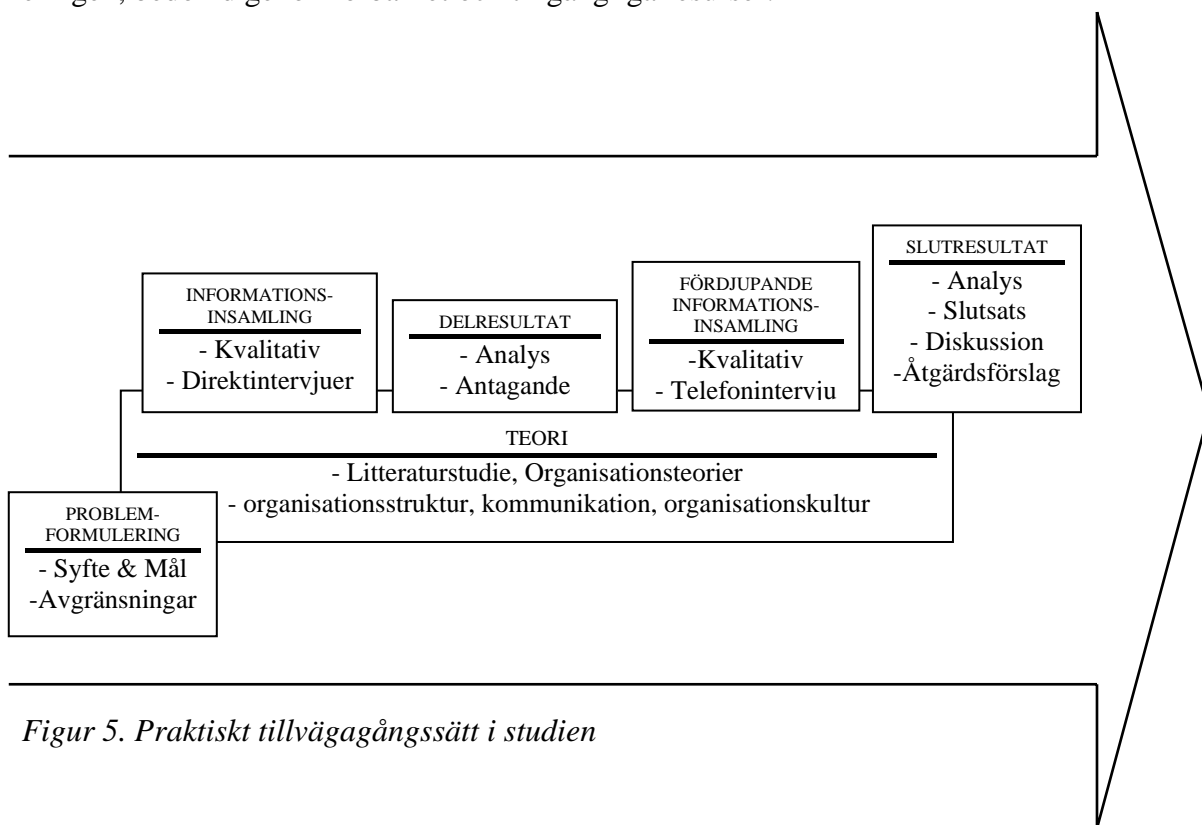 SLUTRESULTAT
- Analys
- Slutsats
- Diskussion
-Åtgärdsförslag
FÖRDJUPANDE
INFORMATIONS-
INSAMLING
-Kvalitativ
- Telefonintervju
INFORMATIONS-
INSAMLING
- Kvalitativ
- Direktintervjuer
DELRESULTAT
- Analys
- Antagande
TEORI
- Litteraturstudie, Organisationsteorier
- organisationsstruktur, kommunikation, organisationskultur
PROBLEM-
FORMULERING
- Syfte & Mål
-Avgränsningar
Figur 5. Praktiskt tillvägagångssätt i studien